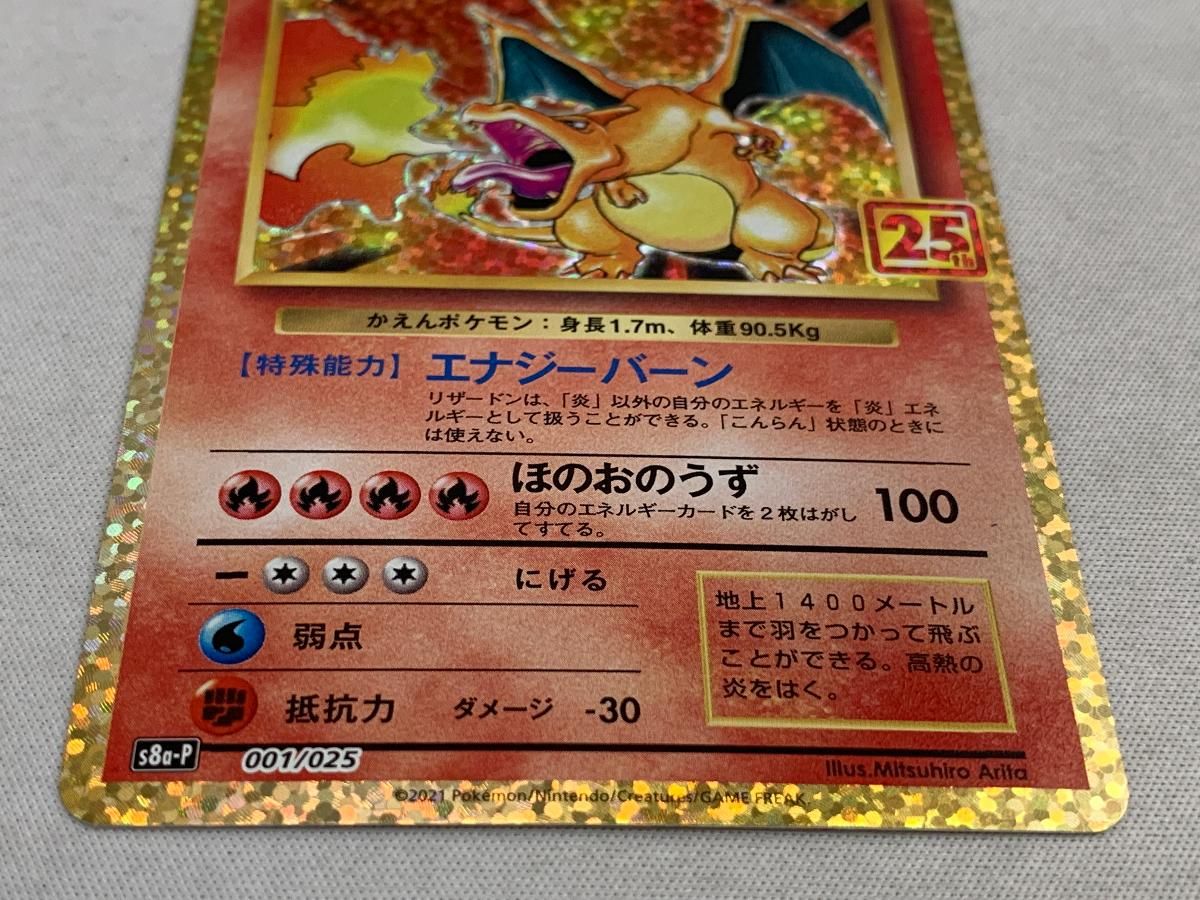 25th
かえんポケモン：身長1.7m、体重90.5Kg
【特殊能力】 エナジーバーン
リザードンは、「炎」以外の自分のエネルギーを「炎」エネ
ルギーとして扱うことができる。「こんらん」状態のときに
は使えない。
ほのおのうず 100
自分のエネルギーカードを２枚はがし
てすてる。
にげる
弱点
抵抗力 ダメージ -30
地上１４００メートル
まで羽をつかって飛ぶ
ことができる。高熱の
炎をはく。
s8a-P 001/025
Illus.Mitsuhiro Arita
©2021 Pokémon/Nintendo/Creatures/GAME FREAK.